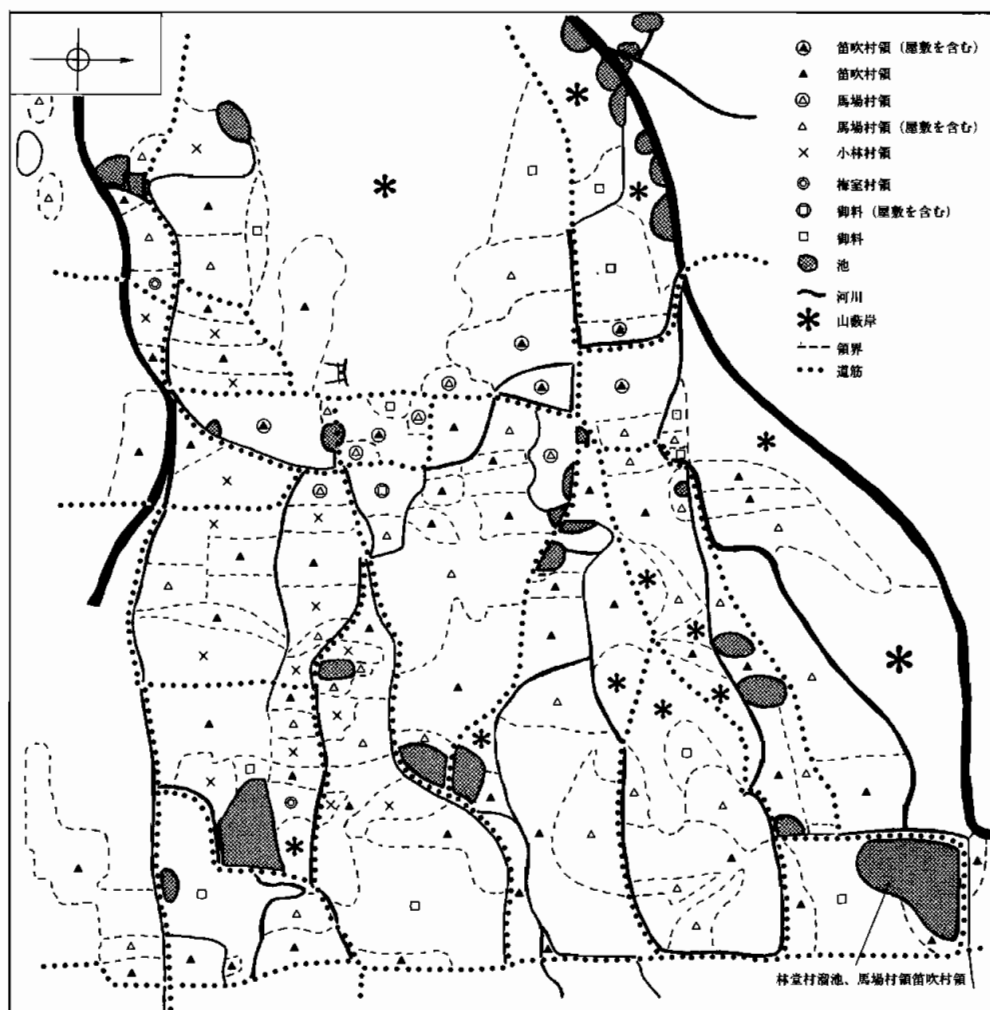 笛吹村領(屋敷を含む)
笛吹村領
馬場村領
馬場村領(屋敷を含む)
小林村領
梅室村領
御料(屋敷を含む)
御料
池
河川
山藪岸
領界
道筋
林堂村溜池、馬場村領笛吹村領